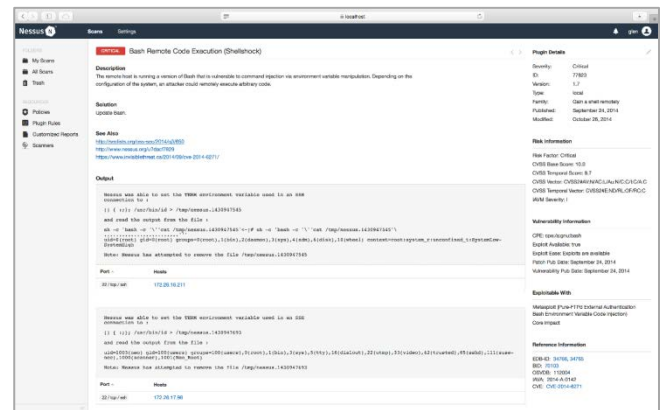 localhost
Nessus
Scans Settings
glen
FOLDERS
My Scans
All Scans
Trash
RESOURCES
Policies
Plugin Rules
Customized Reports
Scanners
CRITICAL Bash Remote Code Execution (Shellshock)
Description
The remote host is running a version of Bash that is vulnerable to command injection via environment variable manipulation. Depending on the
configuration of the system, an attacker could remotely execute arbitrary code.
Solution
Update Bash.
See Also
http://seclists.org/oss-sec/2014/q3/650
https://www.invisiblethreat.ca/2014/09/cve-2014-6271/
Output
Nessus was able to set the TERM environment variable used in an SSH
connection to :
() { :;}; /usr/bin/id > /tmp/nessus.1430947545
and read the output from the file :
Note: Nessus has attempted to remove the file /tmp/nessus.1430947545
Port Hosts
22 / tcp / ssh 172.26.16.211
Nessus was able to set the TERM environment variable used in an SSH
connection to :
() { :;}; /usr/bin/id > /tmp/nessus.1430947693
and read the output from the file :
Note: Nessus has attempted to remove the file /tmp/nessus.1430947693
Port Hosts
22 / tcp / ssh 172.26.17.96
Plugin Details
Severity: Critical
ID: 77823
Version: 1.7
Type: local
Family: Gain a shell remotely
Published: September 24, 2014
Modified: October 28, 2014
Risk Information
Risk Factor: Critical
CVSS Base Score: 10.0
CVSS Temporal Score: 8.7
IAVM Severity: I
Vulnerability Information
CPE: cpe:/a:gnu:bash
Exploit Available: true
Exploit Ease: Exploits are available
Patch Pub Date: September 24, 2014
Vulnerability Pub Date: September 24, 2014
Exploitable With
Metasploit (Pure-FTPd External Authentication
Bash Environment Variable Code Injection)
Core Impact
Reference Information
EDB-ID: 34766, 34765
BID: 70103
OSVDB: 112004
IAVA: 2014-A-0142
CVE: CVE-2014-6271